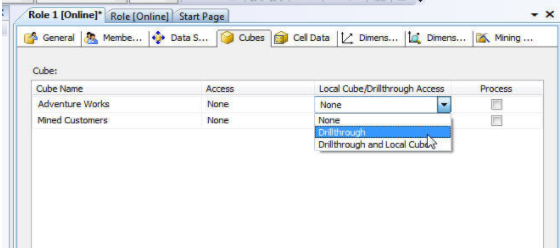 Role 1 [Online]* Role [Online] Start Page
General Membe... Data S... Cubes Cell Data Dimens... Dimens... Mining ...
Cube:
Cube Name Access Local Cube/Drillthrough Access Process
Adventure Works None None
Mined Customers None None
Drillthrough
Drillthrough and Local Cube